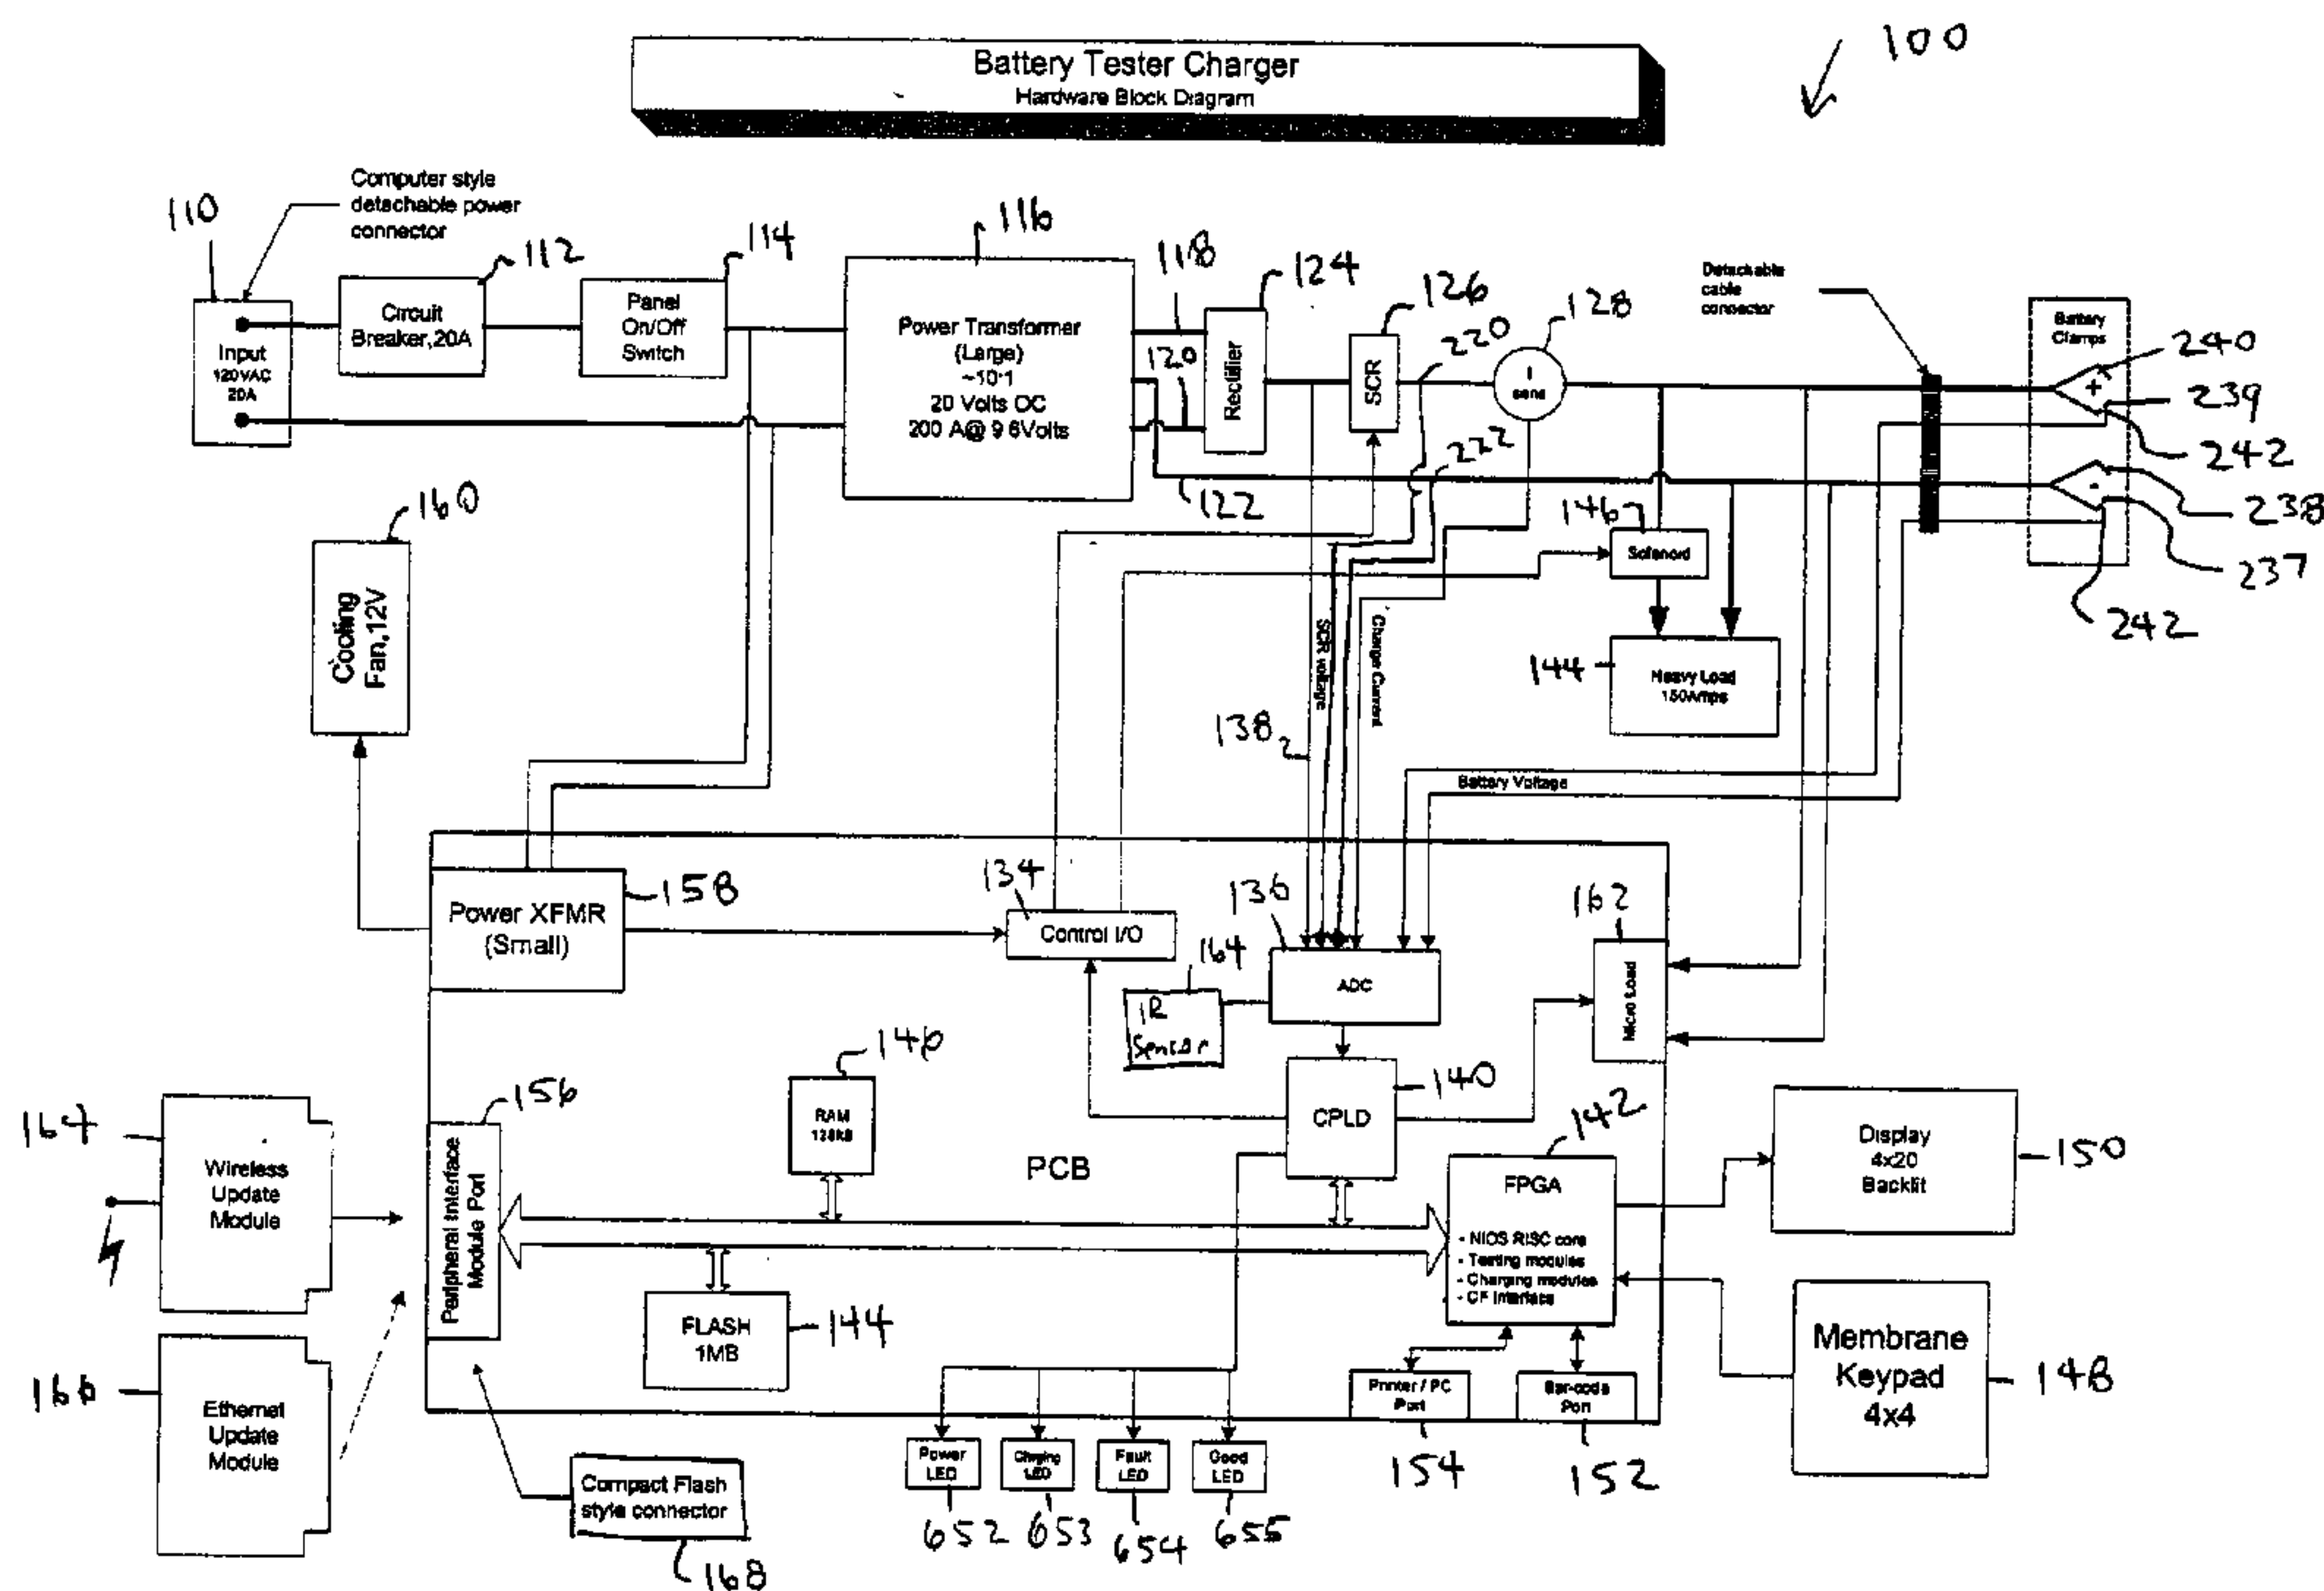 Battery Tester Charger
Hardware Block Diagram
100
Computer style
detachable power
connector
110
112
114
116
118
124
126
220
128
Detachable
cable
connector
Input
120VAC
20A
Circuit
Breaker,20A
Panel
On/Off
Switch
Power Transformer
(Large)
~10:1
20 Volts DC
200 A@ 9 6Volts
120
Rectifier
SCR
I
sens
Battery
Clamps
+
240
239
242
-
238
237
242
122
222
146
Solenoid
160
Cooling
Fan,12V
SCR voltage
Charge Current
144
Heavy Load
150Amps
138
Battery Voltage
158
Power XFMR
(Small)
134
Control I/O
136
ADC
164
IR
Sensor
162
Micro Load
146
RAM
128kB
140
CPLD
PCB
142
FPGA
- NIOS RISC core
- Testing modules
- Charging modules
- CF Interface
Display
4x20
Backlit
150
164
Wireless
Update
Module
156
Peripheral Interface
Module Port
FLASH
1MB
144
166
Ethernet
Update
Module
Compact Flash
style connector
168
Power
LED
Charging
LED
Fault
LED
Good
LED
652
653
654
655
Printer / PC
Port
154
Bar-code
Port
152
Membrane
Keypad
4x4
148